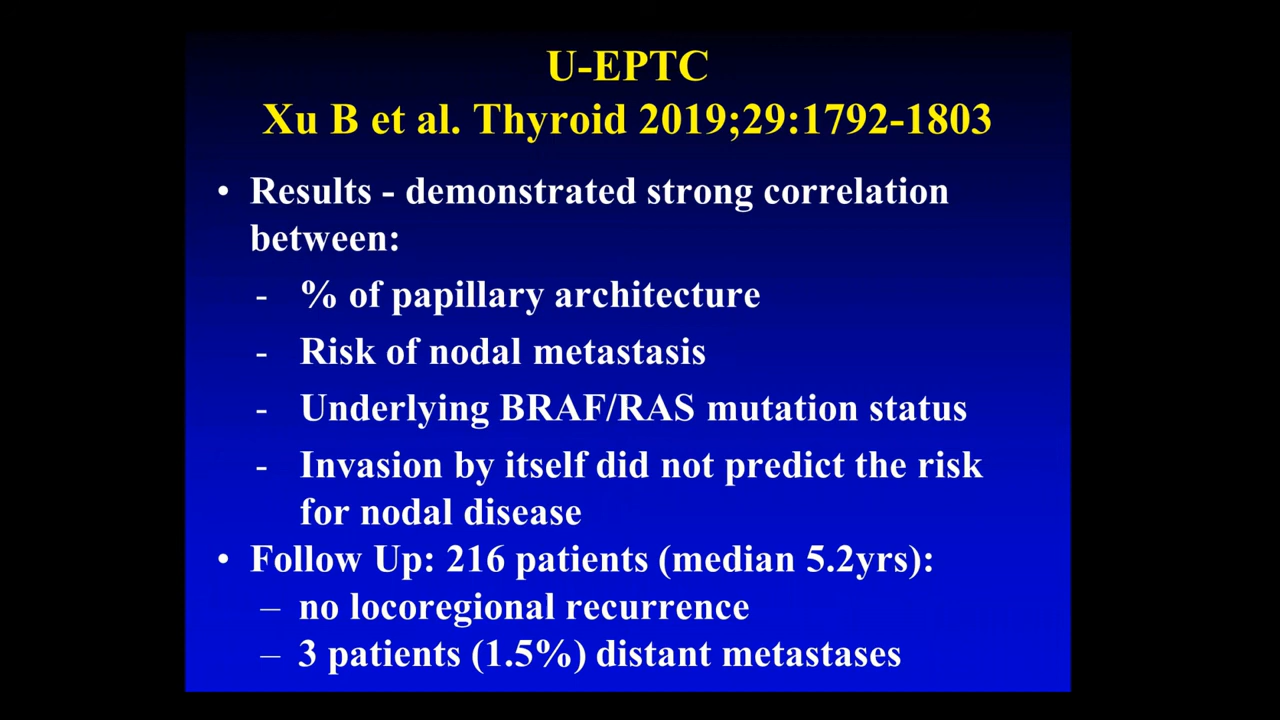 U-EPTC
Xu B et al. Thyroid 2019;29:1792-1803
• Results - demonstrated strong correlation
between:
- % of papillary architecture
- Risk of nodal metastasis
- Underlying BRAF/RAS mutation status
- Invasion by itself did not predict the risk
for nodal disease
• Follow Up: 216 patients (median 5.2yrs):
– no locoregional recurrence
– 3 patients (1.5%) distant metastases